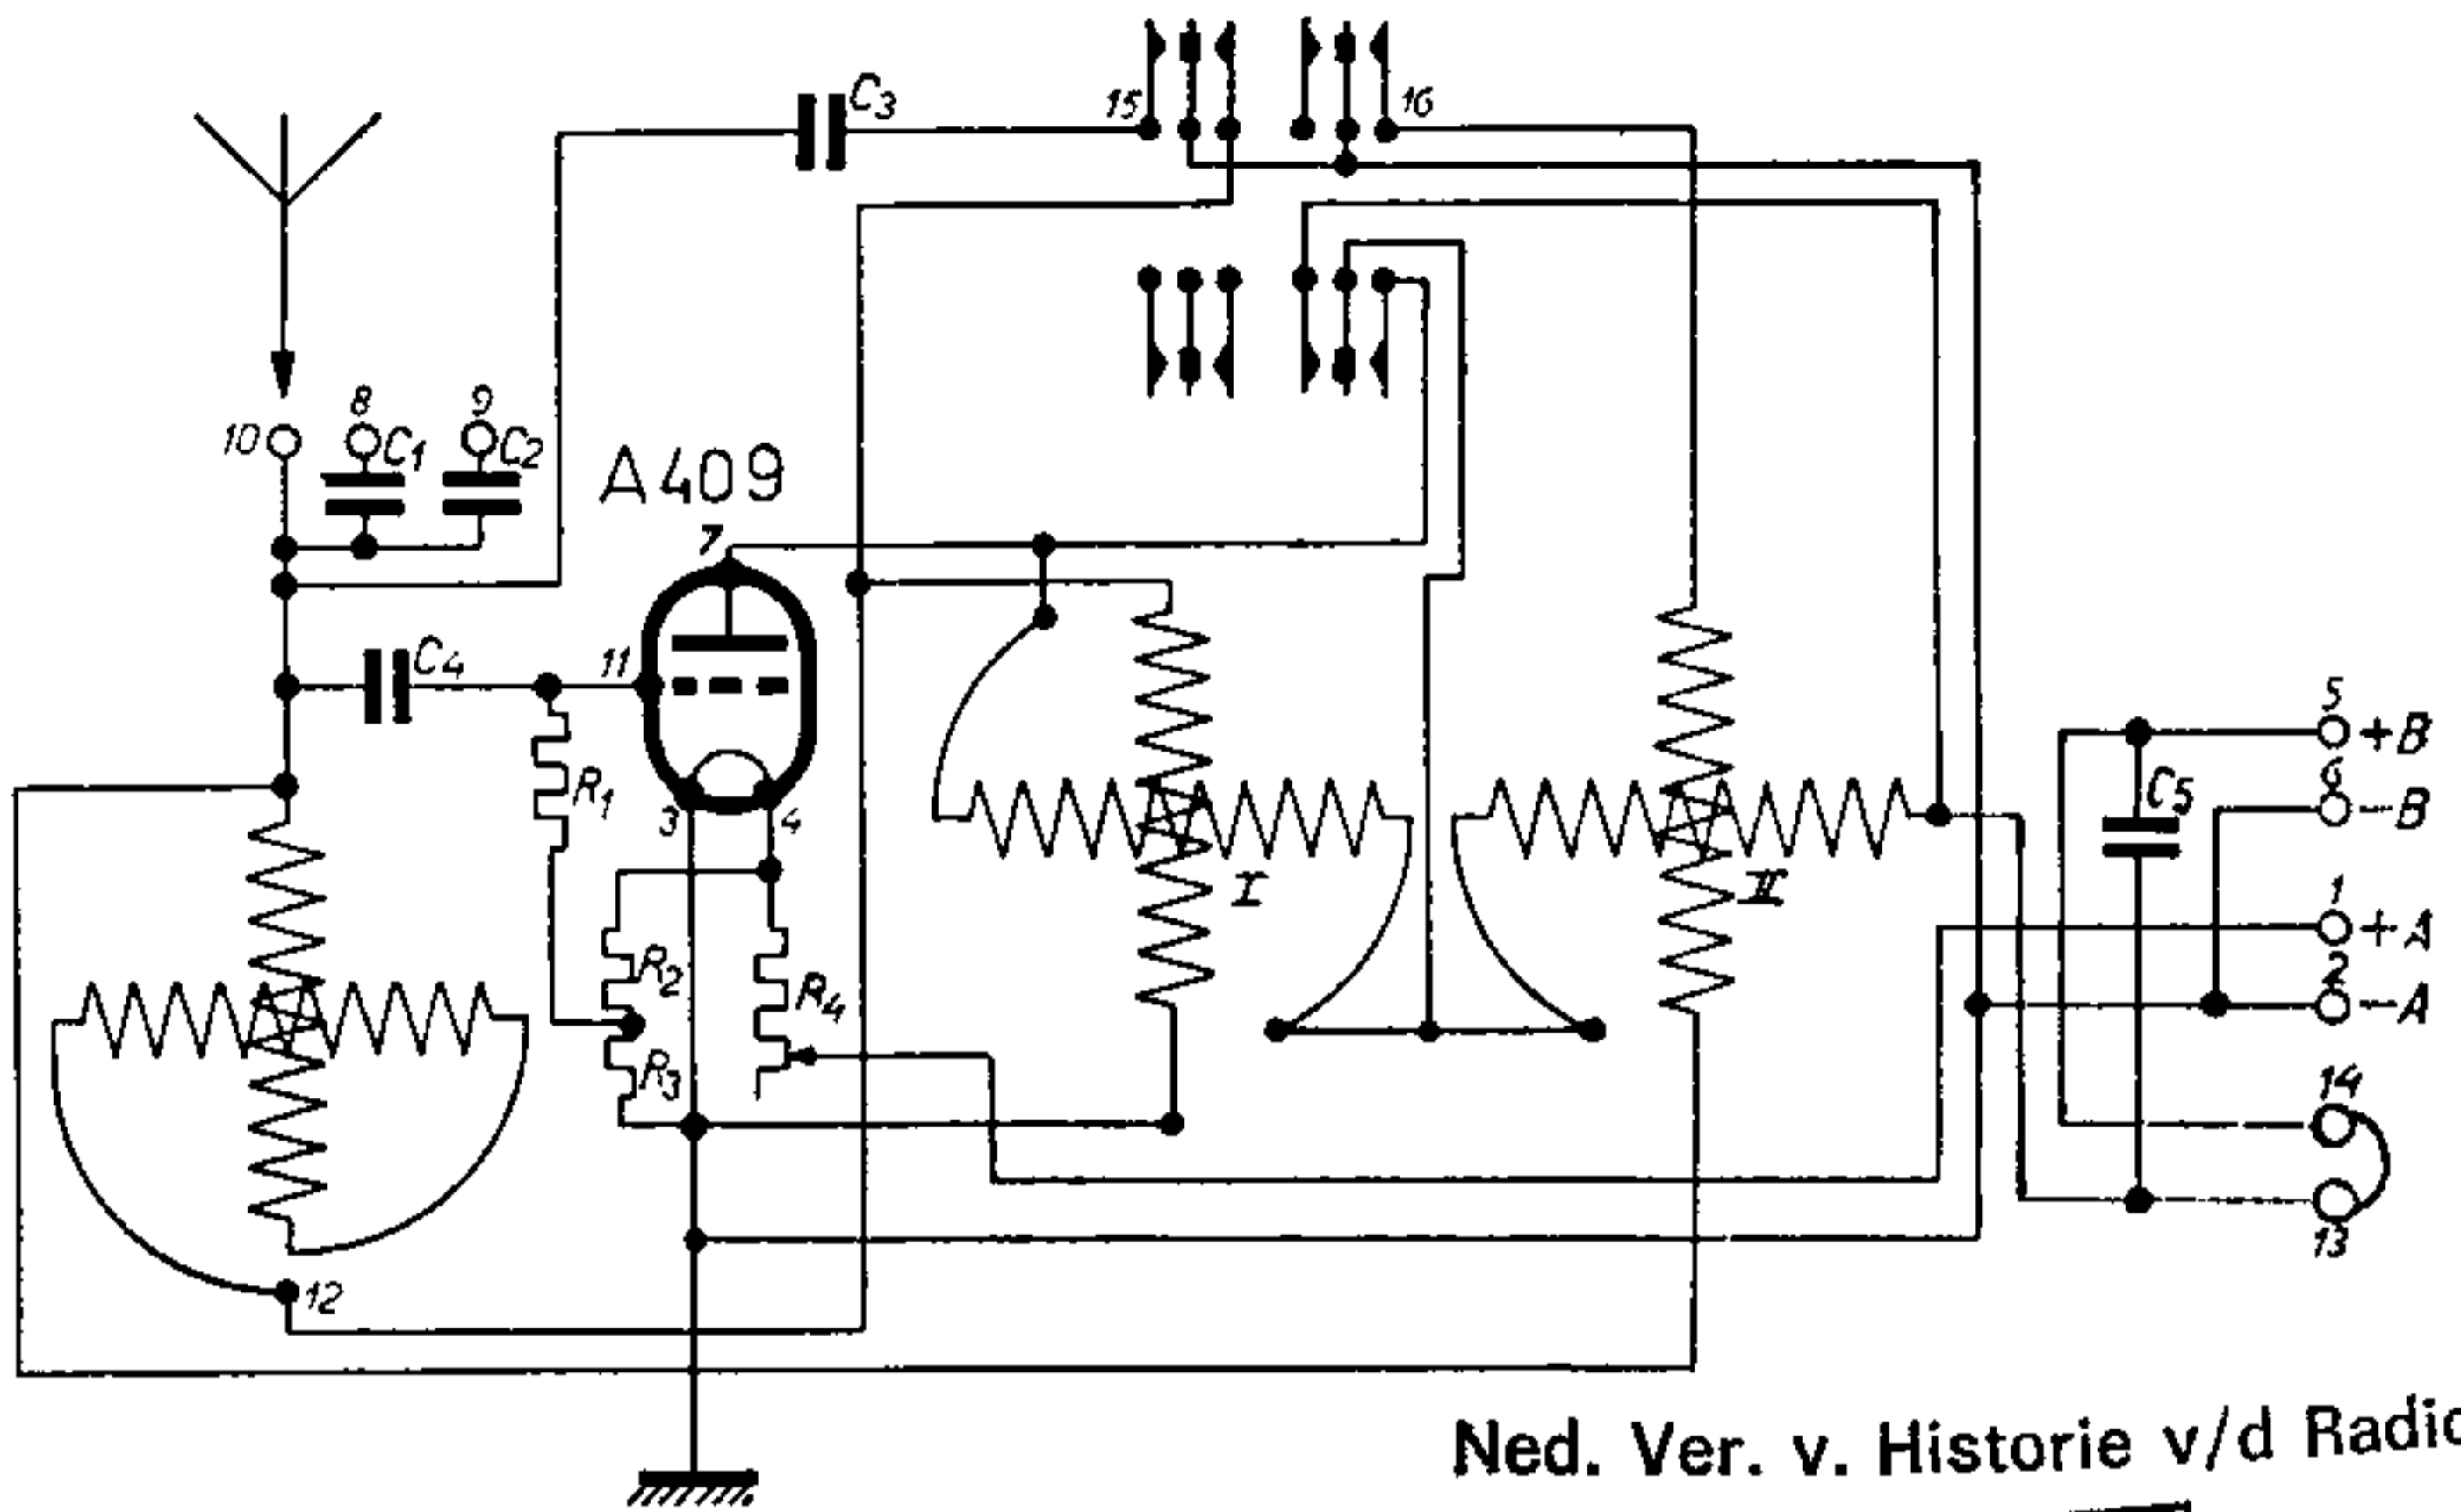 C3
15
16
10
8
C1
9
C2
A409
7
C4
11
R1
3
4
R2
R3
R4
I
II
12
5
+B
6
-B
C5
1
+A
2
-A
14
13
Ned. Ver. v. Historie v/d Radio